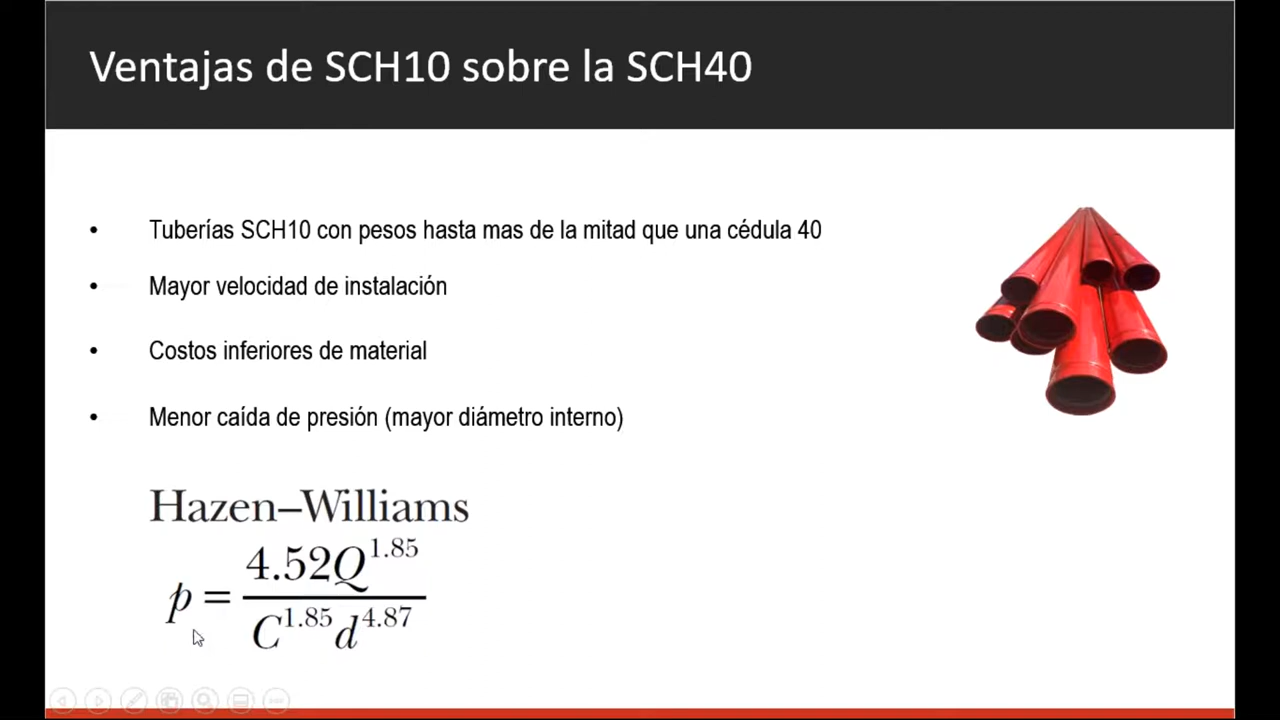 Ventajas de SCH10 sobre la SCH40
• Tuberías SCH10 con pesos hasta mas de la mitad que una cédula 40
• Mayor velocidad de instalación
• Costos inferiores de material
• Menor caída de presión (mayor diámetro interno)
Hazen–Williams
p = 4.52Q^1.85 / C^1.85 d^4.87